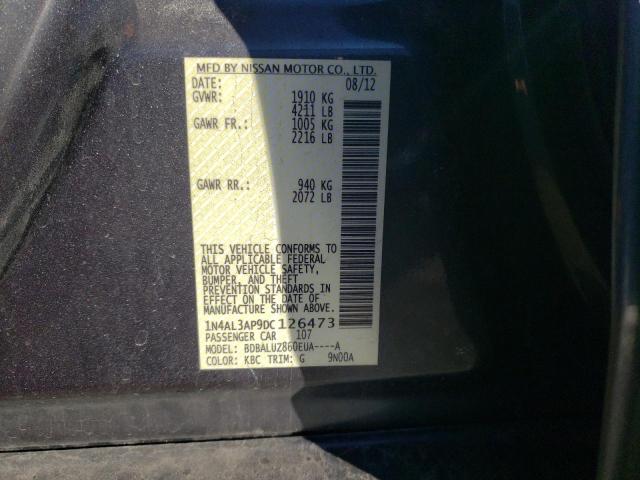 MFD BY NISSAN MOTOR CO., LTD.
DATE: 08/12
GVWR: 1910 KG
4211 LB
GAWR FR.: 1005 KG
2216 LB
GAWR RR.: 940 KG
2072 LB
THIS VEHICLE CONFORMS TO
ALL APPLICABLE FEDERAL
MOTOR VEHICLE SAFETY,
BUMPER, AND THEFT
PREVENTION STANDARDS IN
EFFECT ON THE DATE OF
MANUFACTURE SHOWN ABOVE.
1N4AL3AP9DC126473
PASSENGER CAR 107
MODEL: BDBALUZ860EUA----A
COLOR: KBC TRIM: G 9N00A